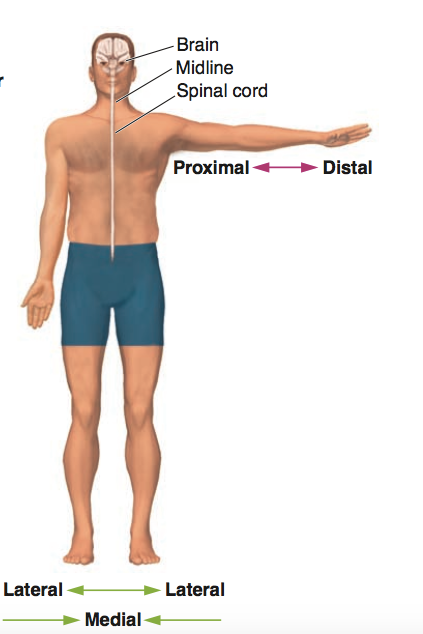 Brain
Midline
Spinal cord
r
Proximal Distal
Lateral Lateral
Medial